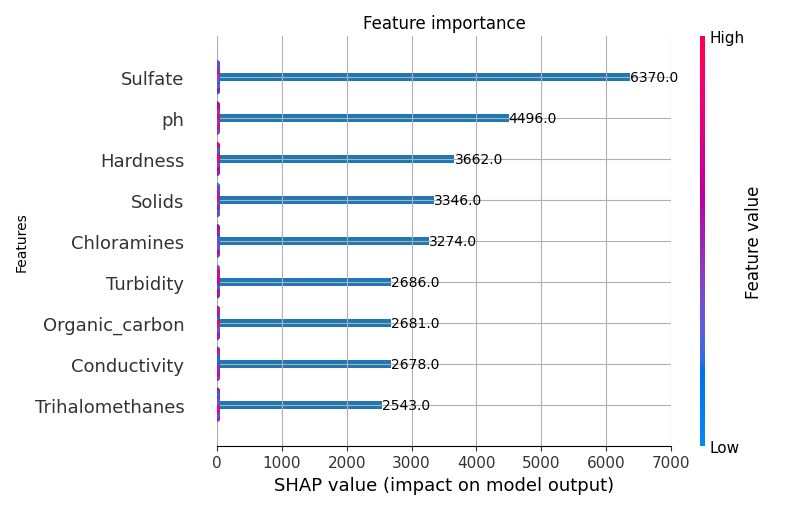 Feature importance
High
Sulfate
6370.0
ph
4496.0
Hardness
3662.0
Solids
3346.0
Chloramines
3274.0
Turbidity
2686.0
Organic_carbon
2681.0
Conductivity
2678.0
Trihalomethanes
2543.0
Features
Feature value
Low
0 1000 2000 3000 4000 5000 6000 7000
SHAP value (impact on model output)